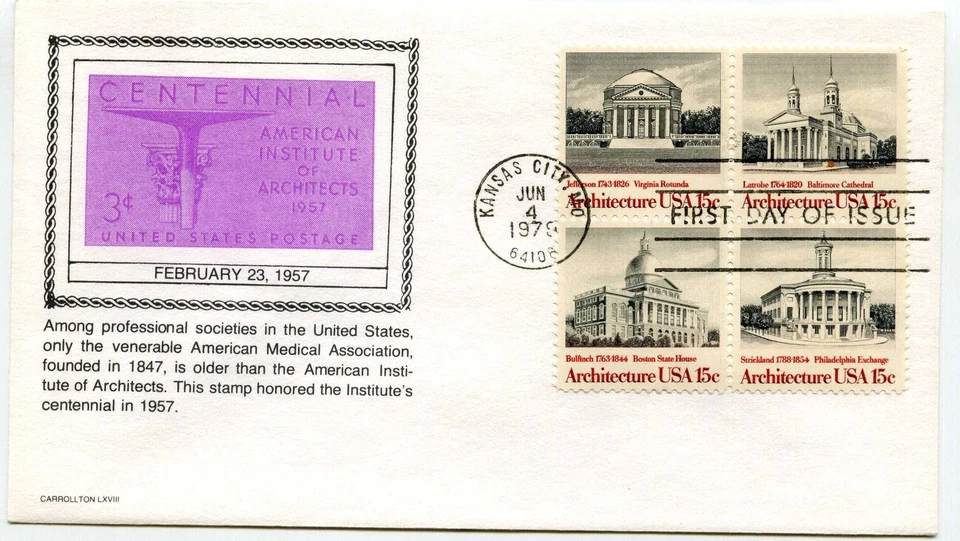 CENTENNIAL
AMERICAN
INSTITUTE
OF
ARCHITECTS
1957
3¢
UNITED STATES POSTAGE
FEBRUARY 23, 1957
Among professional societies in the United States,
only the venerable American Medical Association,
founded in 1847, is older than the American Insti-
tute of Architects. This stamp honored the Institute's
centennial in 1957.
CARROLLTON LXVIII
KANSAS CITY, MO
JUN
4
1979
64108
FIRST DAY OF ISSUE
Jefferson 1743-1826 Virginia Rotunda
Architecture USA 15c
Latrobe 1764-1820 Baltimore Cathedral
Architecture USA 15c
Bulfinch 1763-1844 Boston State House
Architecture USA 15c
Strickland 1788-1854 Philadelphia Exchange
Architecture USA 15c